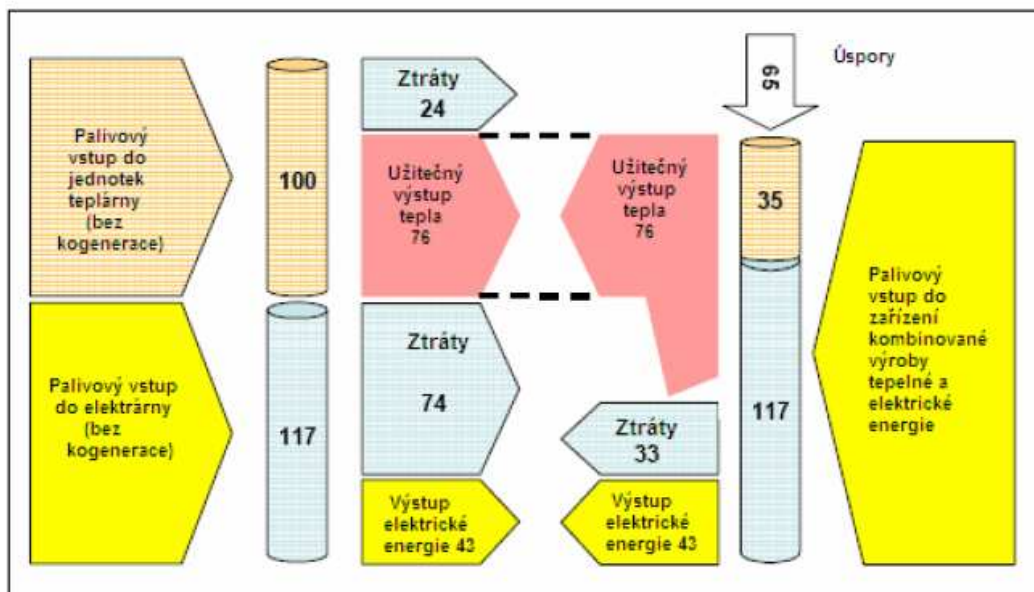 Palivový
vstup do
jednotek
teplárny
(bez
kogenerace)
100
Ztráty
24
Užitečný
výstup
tepla
76
Užitečný
výstup
tepla
76
65
Úspory
35
Palivový
vstup do
zařízení
kombinované
výroby
tepelné a
elektrické
energie
Palivový vstup
do elektrárny
(bez
kogenerace)
117
Ztráty
74
Ztráty
33
117
Výstup
elektrické
energie 43
Výstup
elektrické
energie 43